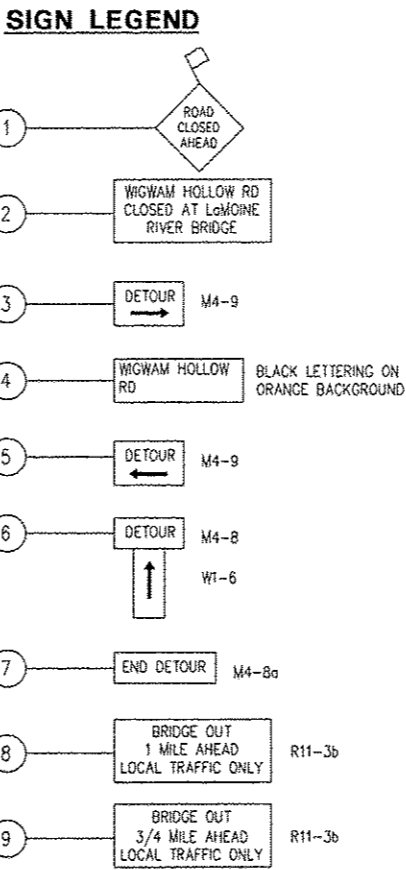 SIGN LEGEND
1
ROAD
CLOSED
AHEAD
2
WIGWAM HOLLOW RD
CLOSED AT LaMOINE
RIVER BRIDGE
3
DETOUR
M4-9
4
WIGWAM HOLLOW
RD
BLACK LETTERING ON
ORANGE BACKGROUND
5
DETOUR
M4-9
6
DETOUR
M4-8
W1-6
7
END DETOUR
M4-8a
8
BRIDGE OUT
1 MILE AHEAD
LOCAL TRAFFIC ONLY
R11-3b
9
BRIDGE OUT
3/4 MILE AHEAD
LOCAL TRAFFIC ONLY
R11-3b